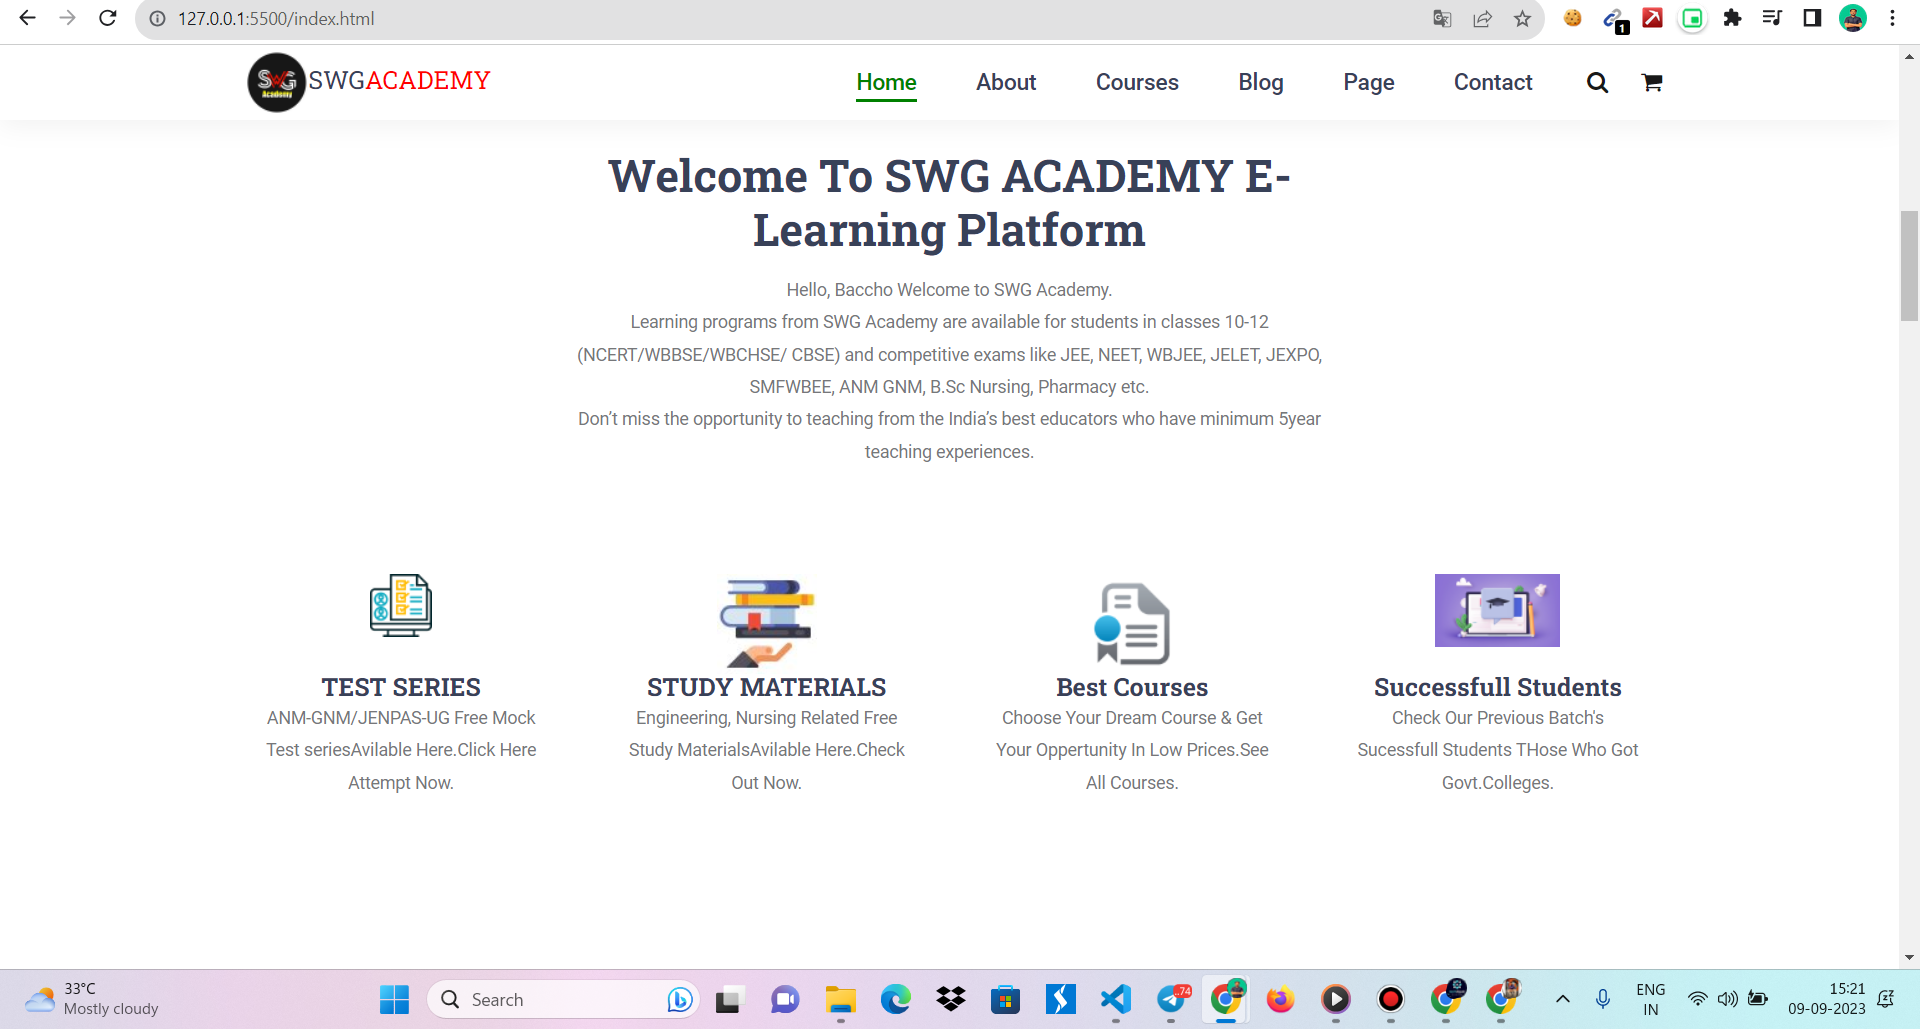 127.0.0.1:5500/index.html
1
SWG
Academy
SWGACADEMY
Home
About
Courses
Blog
Page
Contact
Welcome To SWG ACADEMY E-
Learning Platform
Hello, Baccho Welcome to SWG Academy.
Learning programs from SWG Academy are available for students in classes 10-12
(NCERT/WBBSE/WBCHSE/ CBSE) and competitive exams like JEE, NEET, WBJEE, JELET, JEXPO,
SMFWBEE, ANM GNM, B.Sc Nursing, Pharmacy etc.
Don’t miss the opportunity to teaching from the India’s best educators who have minimum 5year
teaching experiences.
TEST SERIES
ANM-GNM/JENPAS-UG Free Mock
Test seriesAvilable Here.Click Here
Attempt Now.
STUDY MATERIALS
Engineering, Nursing Related Free
Study MaterialsAvilable Here.Check
Out Now.
Best Courses
Choose Your Dream Course & Get
Your Oppertunity In Low Prices.See
All Courses.
Successfull Students
Check Our Previous Batch's
Sucessfull Students THose Who Got
Govt.Colleges.
33°C
Mostly cloudy
Search
74
ENG
IN
15:21
09-09-2023